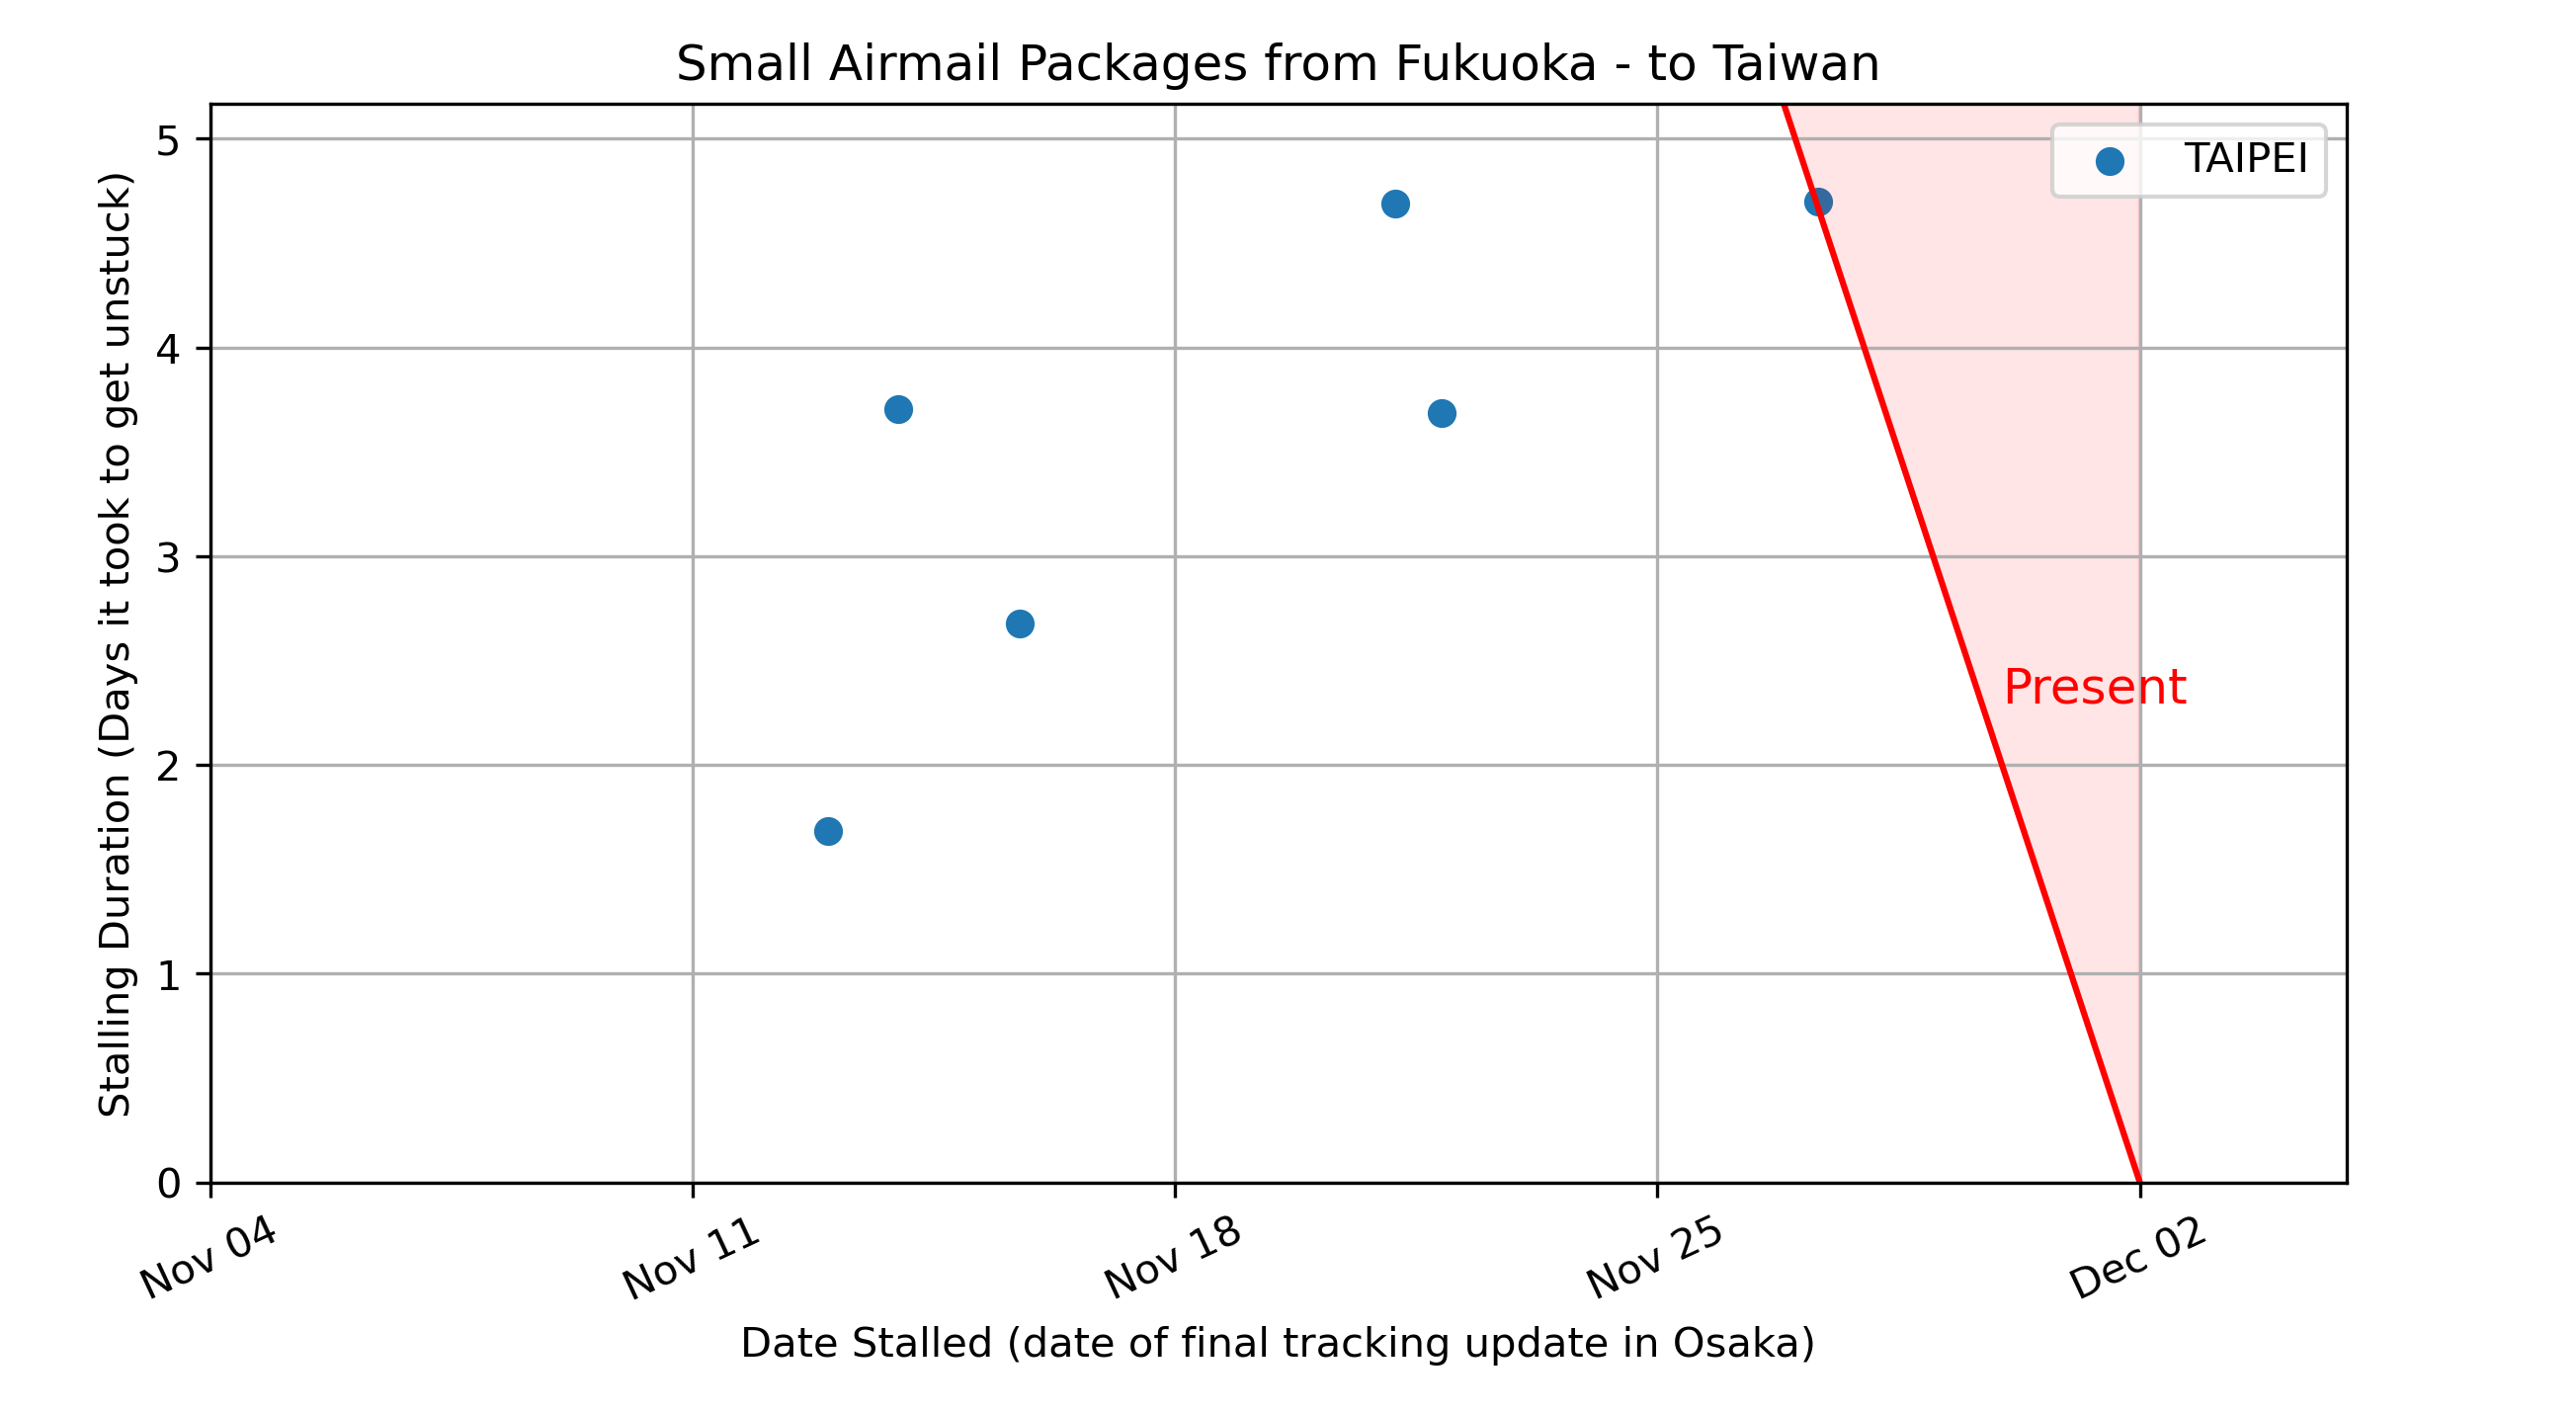 Small Airmail Packages from Fukuoka - to Taiwan
TAIPEI
Stalling Duration (Days it took to get unstuck)
5
4
3
2
1
0
Present
Nov 04
Nov 11
Nov 18
Nov 25
Dec 02
Date Stalled (date of final tracking update in Osaka)